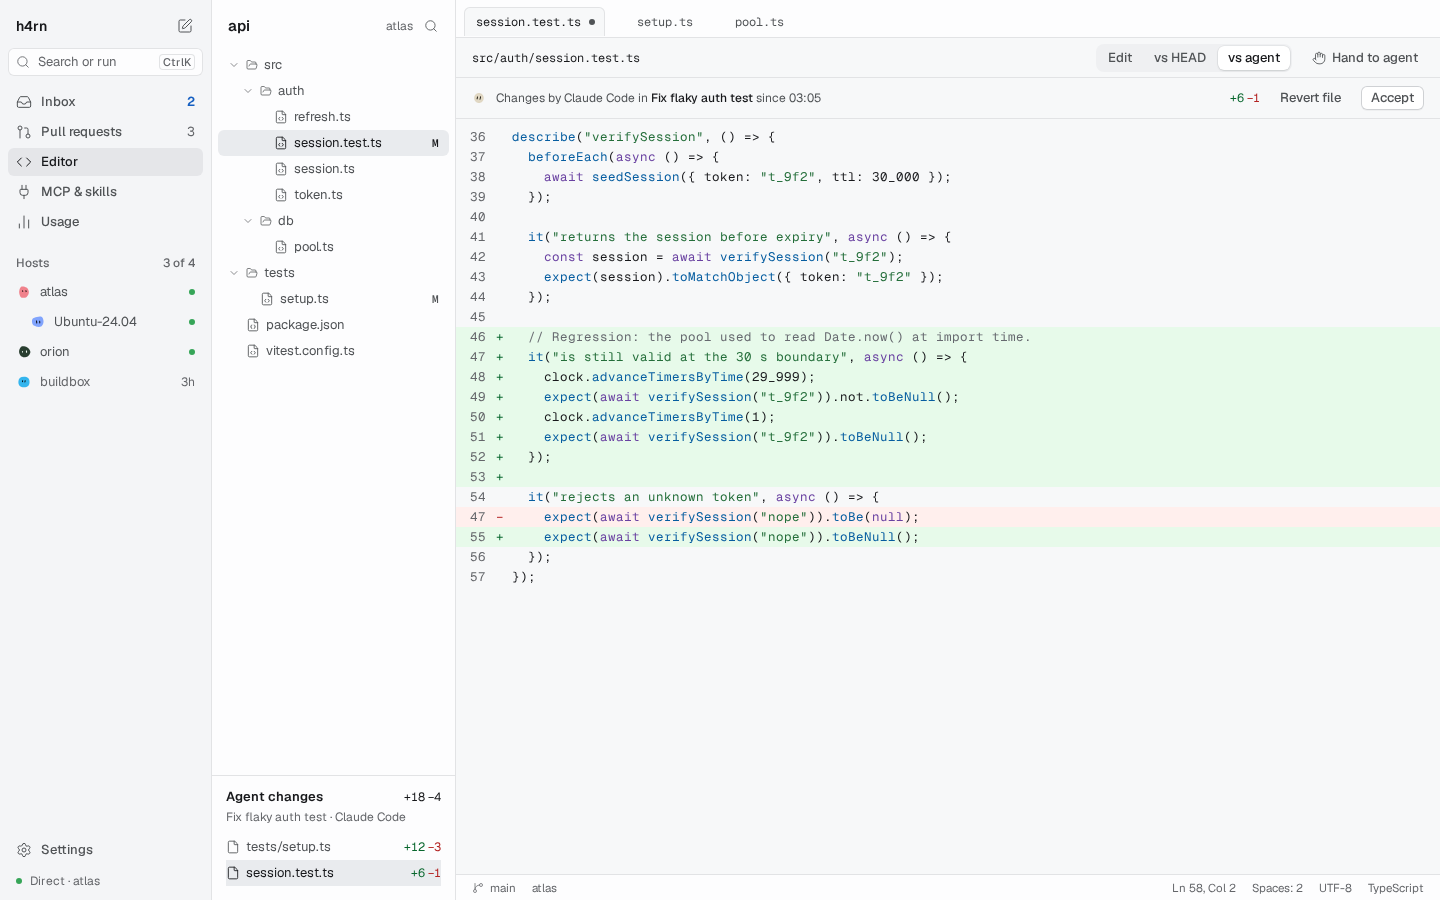 h4rn
Search or run
CtrlK
Inbox
2
Pull requests
3
Editor
MCP & skills
Usage
Hosts
3 of 4
atlas
Ubuntu-24.04
orion
buildbox
3h
Settings
Direct · atlas
api
atlas
src
auth
refresh.ts
session.test.ts
M
session.ts
token.ts
db
pool.ts
tests
setup.ts
M
package.json
vitest.config.ts
Agent changes
+18 −4
Fix flaky auth test · Claude Code
tests/setup.ts
+12 −3
session.test.ts
+6 −1
session.test.ts
setup.ts
pool.ts
src/auth/session.test.ts
Edit
vs HEAD
vs agent
Hand to agent
Changes by Claude Code in Fix flaky auth test since 03:05
+6 −1
Revert file
Accept
36 describe("verifySession", () => {
37 beforeEach(async () => {
38 await seedSession({ token: "t_9f2", ttl: 30_000 });
39 });
40
41 it("returns the session before expiry", async () => {
42 const session = await verifySession("t_9f2");
43 expect(session).toMatchObject({ token: "t_9f2" });
44 });
45
46 + // Regression: the pool used to read Date.now() at import time.
47 + it("is still valid at the 30 s boundary", async () => {
48 + clock.advanceTimersByTime(29_999);
49 + expect(await verifySession("t_9f2")).not.toBeNull();
50 + clock.advanceTimersByTime(1);
51 + expect(await verifySession("t_9f2")).toBeNull();
52 + });
53 +
54 it("rejects an unknown token", async () => {
47 − expect(await verifySession("nope")).toBe(null);
55 + expect(await verifySession("nope")).toBeNull();
56 });
57 });
main
atlas
Ln 58, Col 2
Spaces: 2
UTF-8
TypeScript